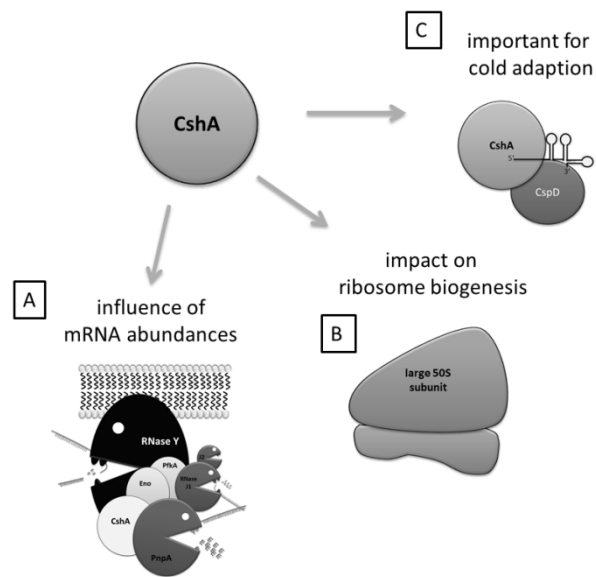 C
important for
cold adaption
CshA
CshA
5'
3'
CspD
impact on
ribosome biogenesis
A
influence of
mRNA abundances
B
large 50S
subunit
RNase Y
J2
PfkA
RNase
J1
Eno
CshA
PnpA